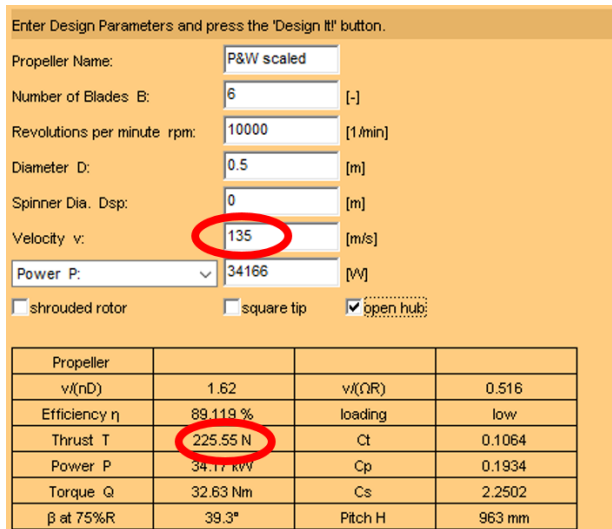 Enter Design Parameters and press the 'Design It!' button.
Propeller Name: P&W scaled
Number of Blades B: 6 [-]
Revolutions per minute rpm: 10000 [1/min]
Diameter D: 0.5 [m]
Spinner Dia. Dsp: 0 [m]
Velocity v: 135 [m/s]
Power P: 34166 [W]
shrouded rotor square tip open hub
Propeller
v/(nD) 1.62 v/(ΩR) 0.516
Efficiency η 89.119 % loading low
Thrust T 225.55 N Ct 0.1064
Power P 34.17 kW Cp 0.1934
Torque Q 32.63 Nm Cs 2.2502
β at 75%R 39.3° Pitch H 963 mm